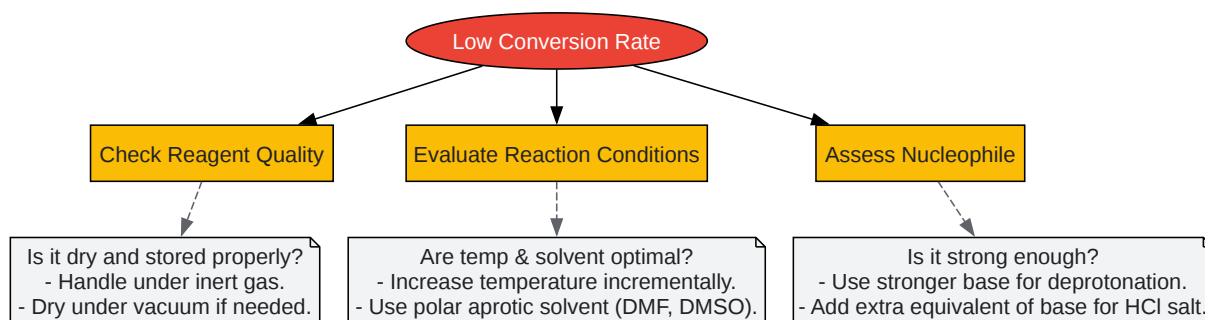 Low Conversion Rate
Check Reagent Quality
Evaluate Reaction Conditions
Assess Nucleophile
Is it dry and stored properly?
- Handle under inert gas.
- Dry under vacuum if needed.
Are temp & solvent optimal?
- Increase temperature incrementally.
- Use polar aprotic solvent (DMF, DMSO).
Is it strong enough?
- Use stronger base for deprotonation.
- Add extra equivalent of base for HCl salt.